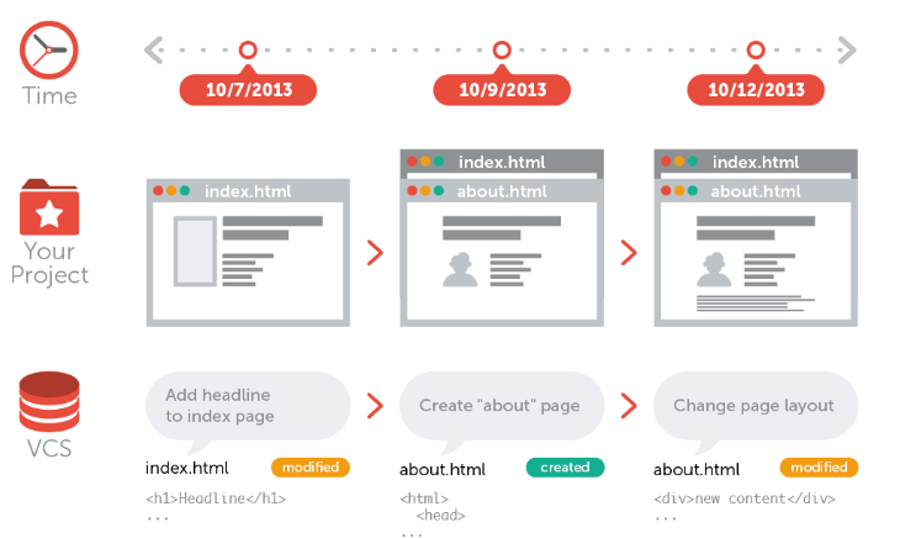 Time
10/7/2013
10/9/2013
10/12/2013
Your
Project
index.html
index.html
about.html
index.html
about.html
VCS
Add headline
to index page
Create "about" page
Change page layout
index.html modified
about.html created
about.html modified
<h1>Headline</h1>
...
<html>
<head>
...
<div>new content</div>
...